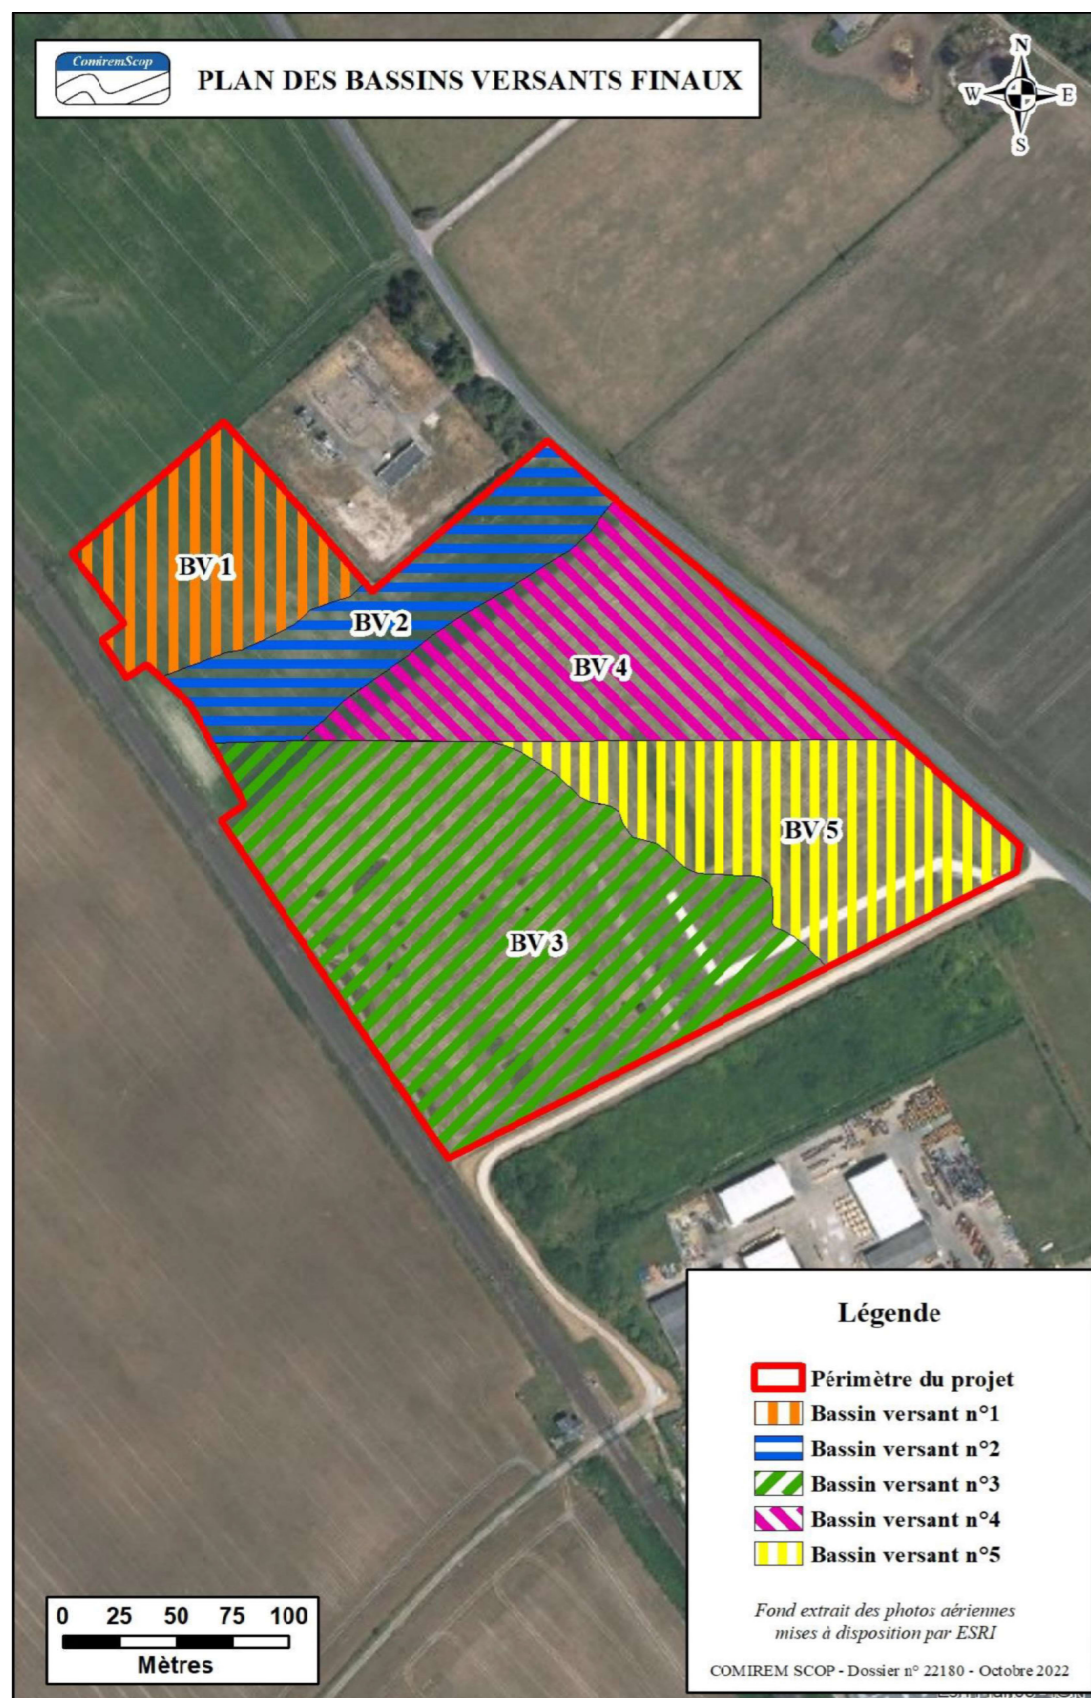 ComiremScop
PLAN DES BASSINS VERSANTS FINAUX
N
W E
S
BV 1
BV 2
BV 4
BV 5
BV 3
Légende
Périmètre du projet
Bassin versant n°1
Bassin versant n°2
Bassin versant n°3
Bassin versant n°4
Bassin versant n°5
Fond extrait des photos aériennes
mises à disposition par ESRI
COMIREM SCOP - Dossier n° 22180 - Octobre 2022
0 25 50 75 100
Mètres